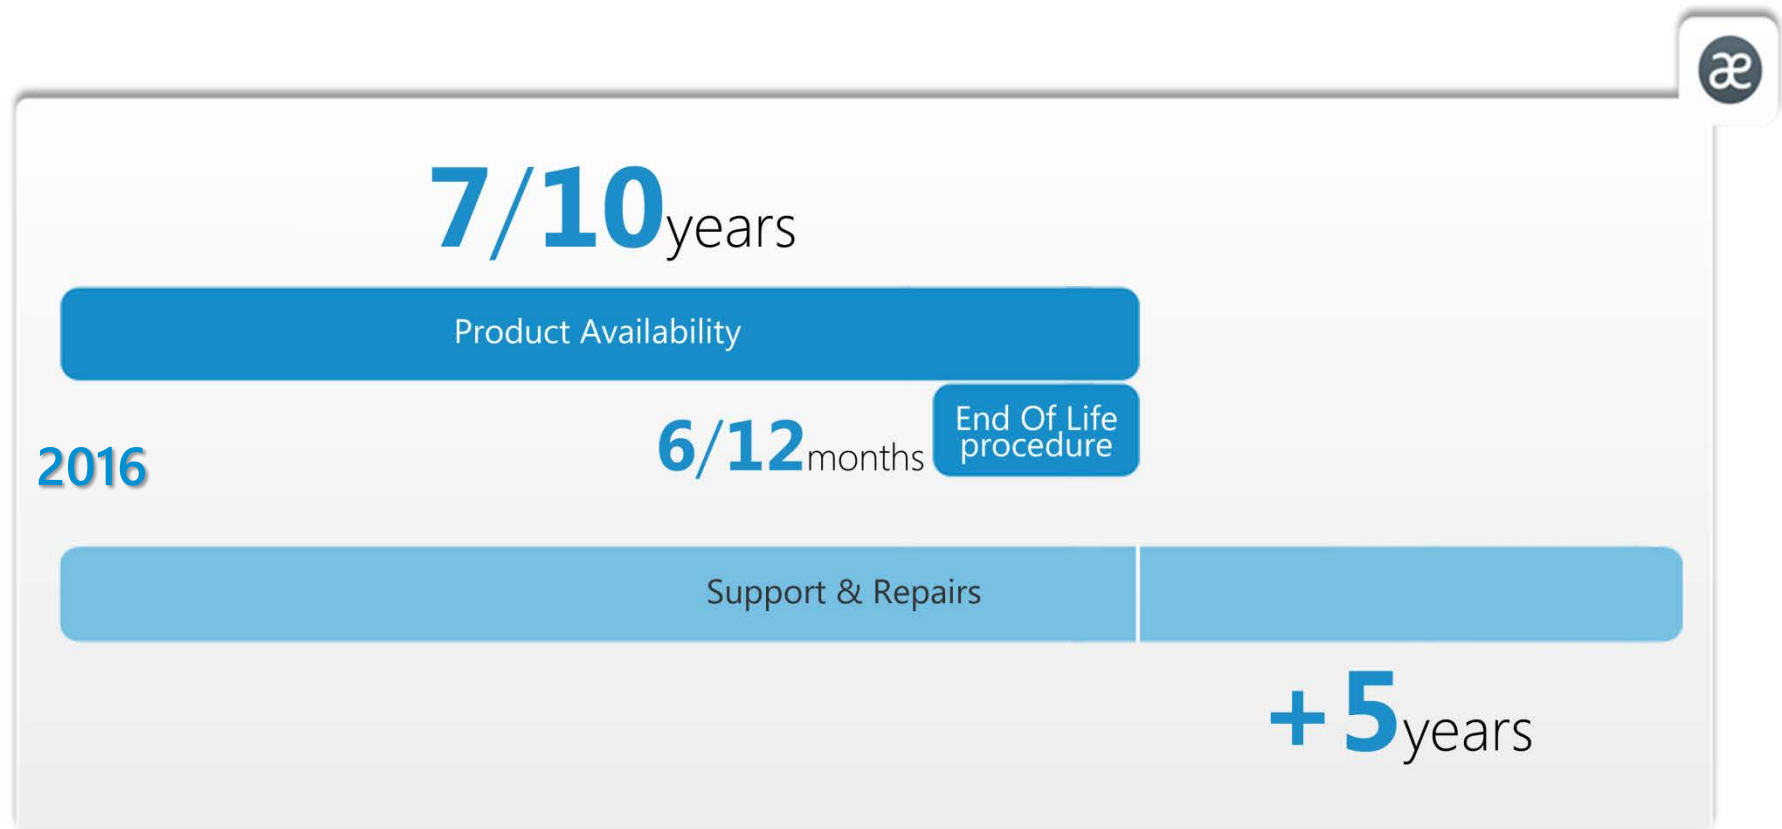 æ
7/10years
Product Availability
End Of Life
procedure
6/12months
2016
Support & Repairs
+5years